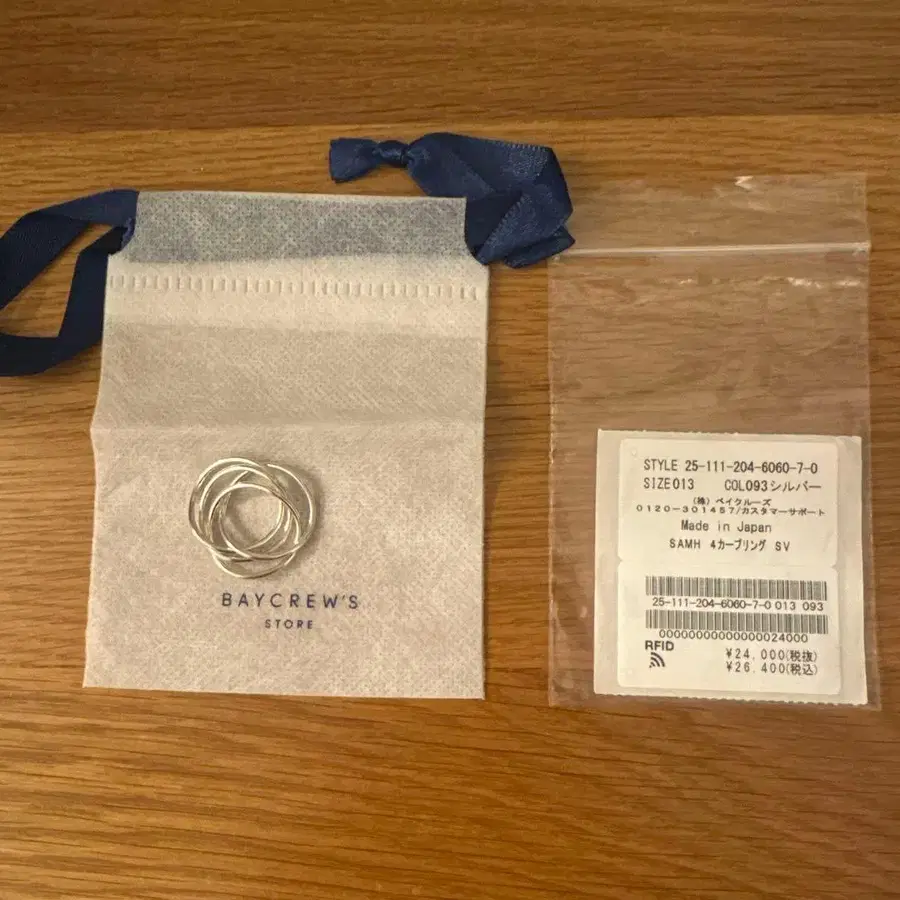 BAYCREW'S
STORE
STYLE 25-111-204-6060-7-0
SIZE013 COL093シルバー
(株) ベイクルーズ
0120-301457/カスタマーサポート
Made in Japan
SAMH 4カーブリング SV
25-111-204-6060-7-0 013 093
00000000000000024000
RFID
¥24,000(税抜)
¥26,400(税込)